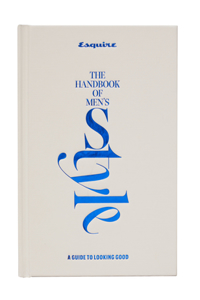 Esquire
THE
HANDBOOK
OF
MEN'S
Style
A GUIDE TO LOOKING GOOD